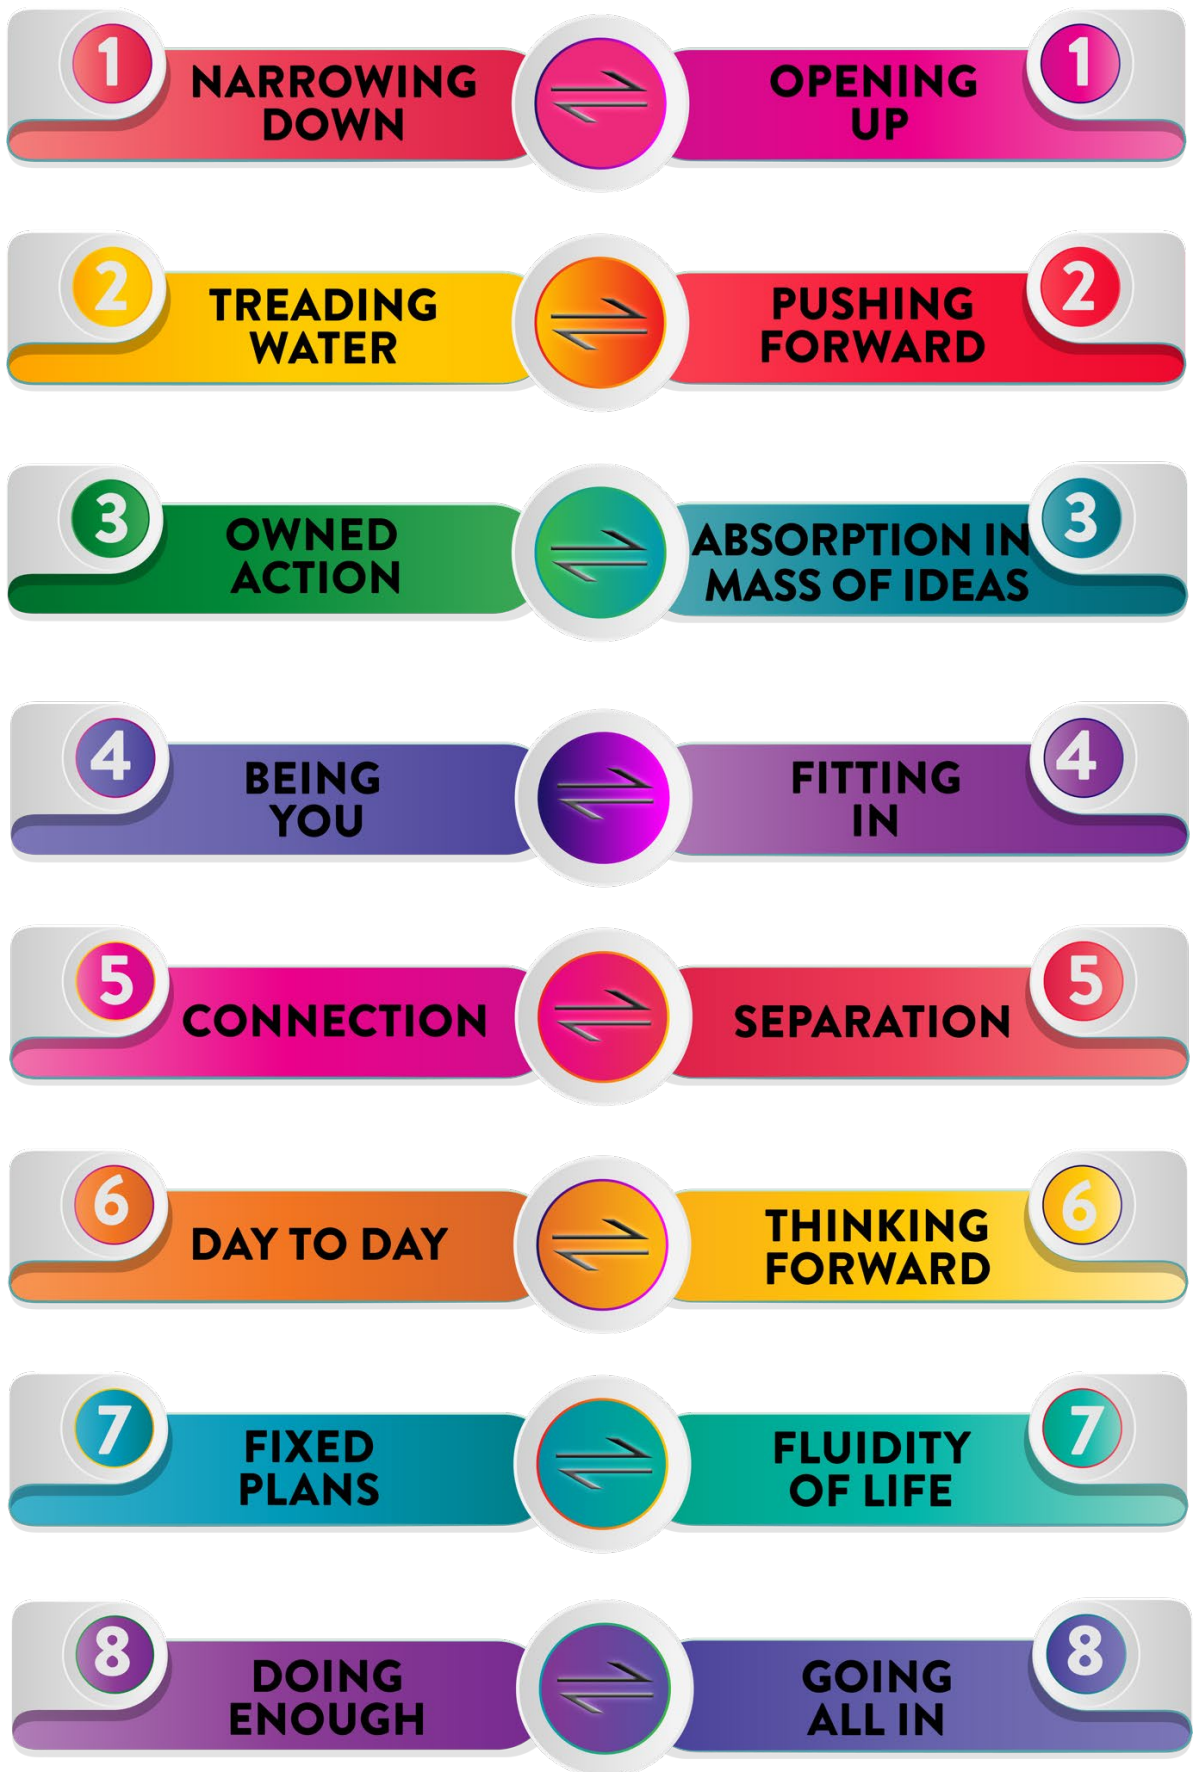 1
NARROWING
DOWN
OPENING
UP
1
2
TREADING
WATER
PUSHING
FORWARD
2
3
OWNED
ACTION
ABSORPTION IN
MASS OF IDEAS
3
4
BEING
YOU
FITTING
IN
4
5
CONNECTION
SEPARATION
5
6
DAY TO DAY
THINKING
FORWARD
6
7
FIXED
PLANS
FLUIDITY
OF LIFE
7
8
DOING
ENOUGH
GOING
ALL IN
8